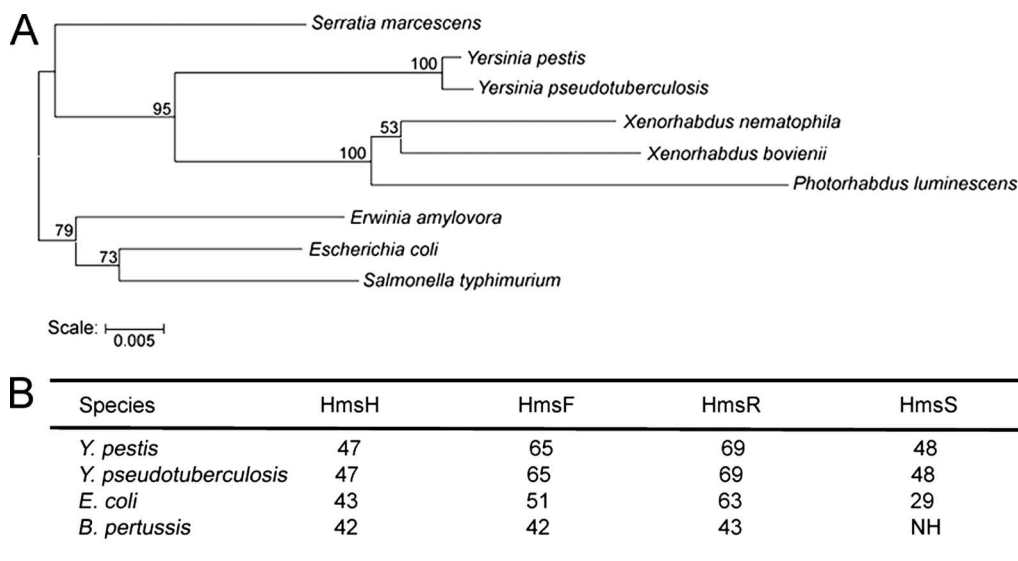 A
Serratia marcescens
Yersinia pestis
100
Yersinia pseudotuberculosis
95
Xenorhabdus nematophila
53
Xenorhabdus bovienii
100
Photorhabdus luminescens
Erwinia amylovora
79
Escherichia coli
73
Salmonella typhimurium
Scale:
0.005
B
Species HmsH HmsF HmsR HmsS
Y. pestis 47 65 69 48
Y. pseudotuberculosis 47 65 69 48
E. coli 43 51 63 29
B. pertussis 42 42 43 NH